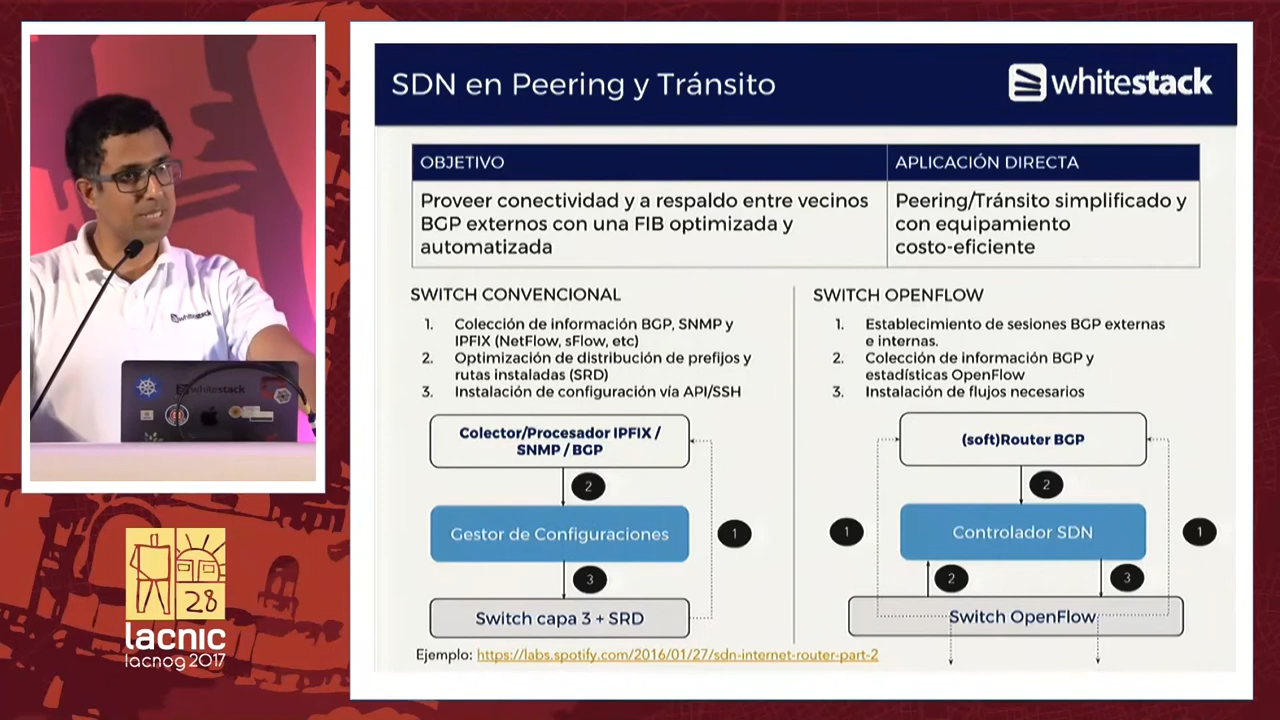 SDN en Peering y Tránsito
whitestack
OBJETIVO
APLICACIÓN DIRECTA
Proveer conectividad y a respaldo entre vecinos
BGP externos con una FIB optimizada y
automatizada
Peering/Tránsito simplificado y
con equipamiento
costo-eficiente
SWITCH CONVENCIONAL
1. Colección de información BGP, SNMP y
IPFIX (NetFlow, sFlow, etc)
2. Optimización de distribución de prefijos y
rutas instaladas (SRD)
3. Instalación de configuración vía API/SSH
Colector/Procesador IPFIX /
SNMP / BGP
2
Gestor de Configuraciones
1
3
Switch capa 3 + SRD
SWITCH OPENFLOW
1. Establecimiento de sesiones BGP externas
e internas.
2. Colección de información BGP y
estadísticas OpenFlow
3. Instalación de flujos necesarios
(soft)Router BGP
2
1
Controlador SDN
1
2
3
Switch OpenFlow
Ejemplo: https://labs.spotify.com/2016/01/27/sdn-internet-router-part-2
whitestack
whitestack
28
lacnic
lacnog 2017